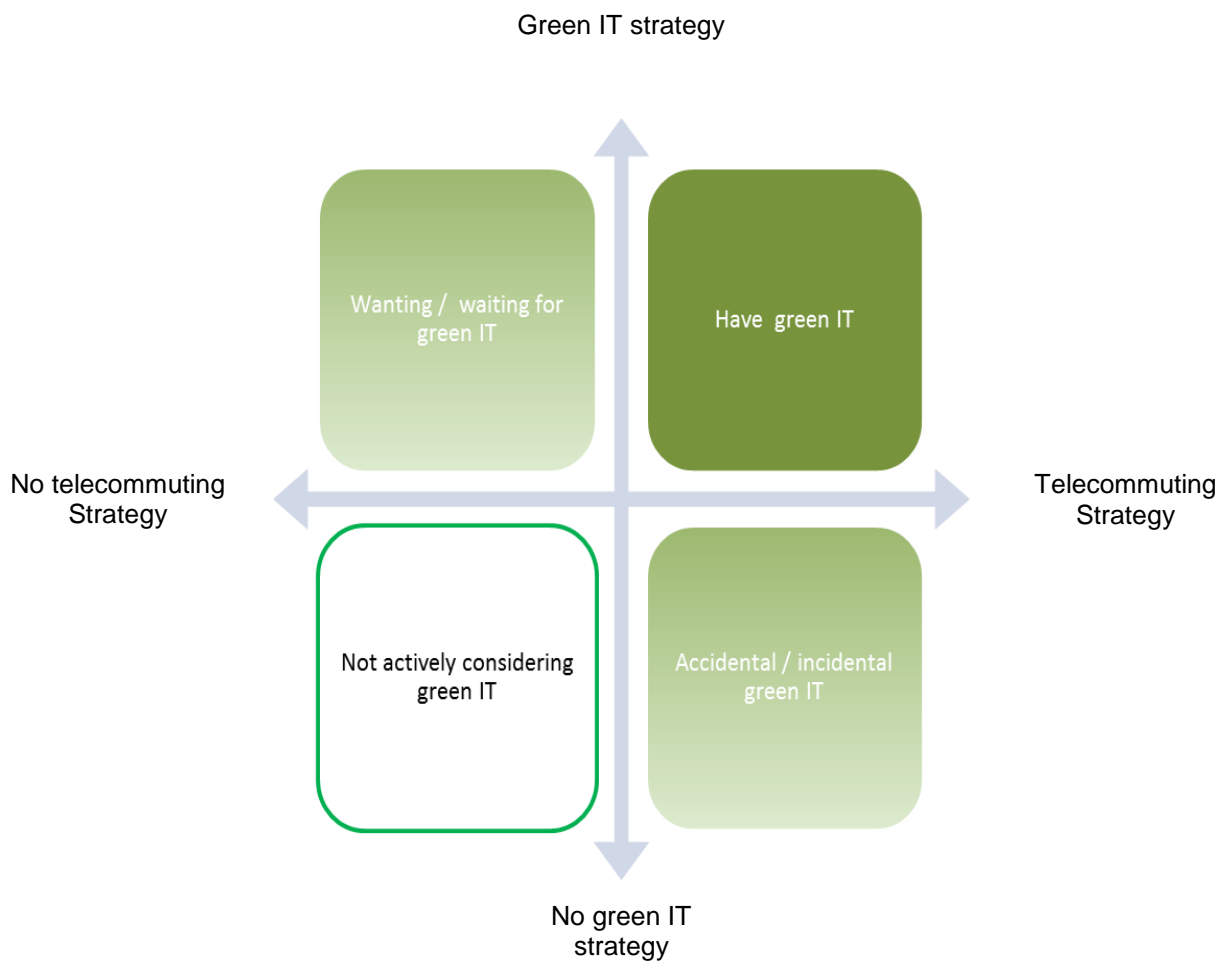 Green IT strategy
Wanting / waiting for
green IT
Have green IT
No telecommuting
Strategy
Telecommuting
Strategy
Not actively considering
green IT
Accidental / incidental
green IT
No green IT
strategy